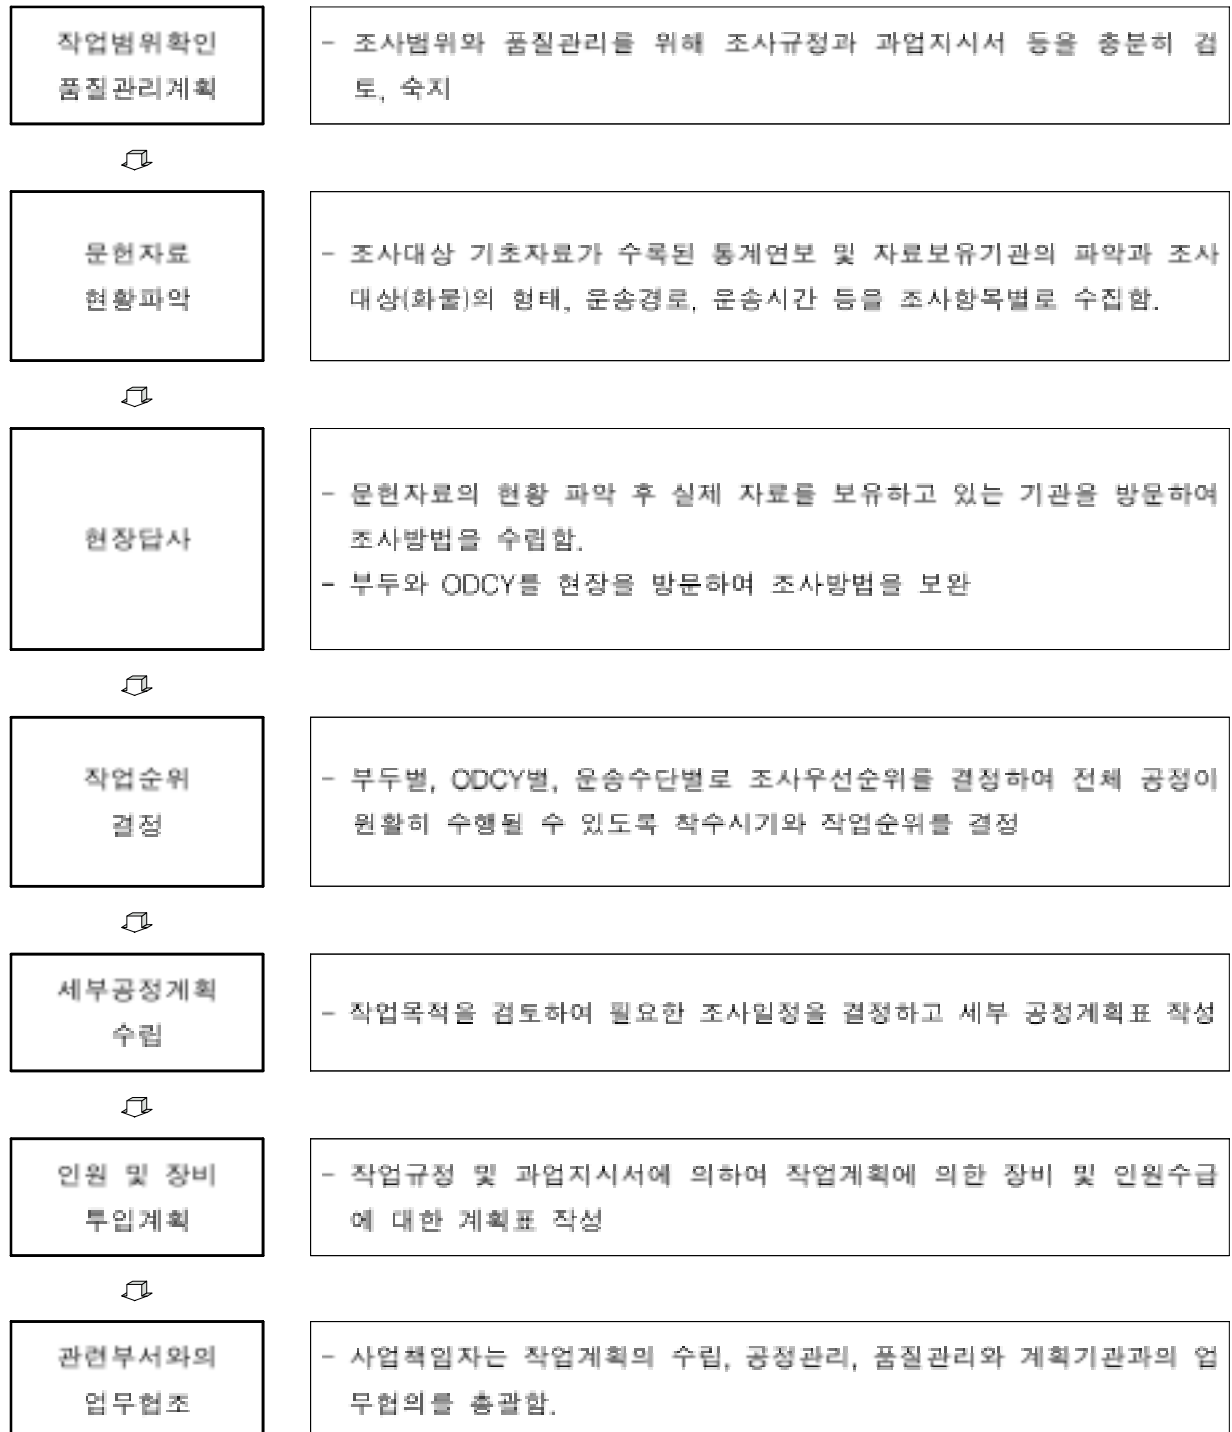 작업범위확인
품질관리계획
- 조사범위와 품질관리를 위해 조사규정과 과업지시서 등을 충분히 검
토, 숙지
문헌자료
현황파악
- 조사대상 기초자료가 수록된 통계연보 및 자료보유기관의 파악과 조사
대상(화물)의 형태, 운송경로, 운송시간 등을 조사항목별로 수집함.
현장답사
- 문헌자료의 현황 파악 후 실제 자료를 보유하고 있는 기관을 방문하여
조사방법을 수립함.
- 부두와 ODCY를 현장을 방문하여 조사방법을 보완
작업순위
결정
- 부두별, ODCY별, 운송수단별로 조사우선순위를 결정하여 전체 공정이
원활히 수행될 수 있도록 착수시기와 작업순위를 결정
세부공정계획
수립
- 작업목적을 검토하여 필요한 조사일정을 결정하고 세부 공정계획표 작성
인원 및 장비
투입계획
- 작업규정 및 과업지시서에 의하여 작업계획에 의한 장비 및 인원수급
에 대한 계획표 작성
관련부서와의
업무협조
- 사업책임자는 작업계획의 수립, 공정관리, 품질관리와 계획기관과의 업
무협의를 총괄함.